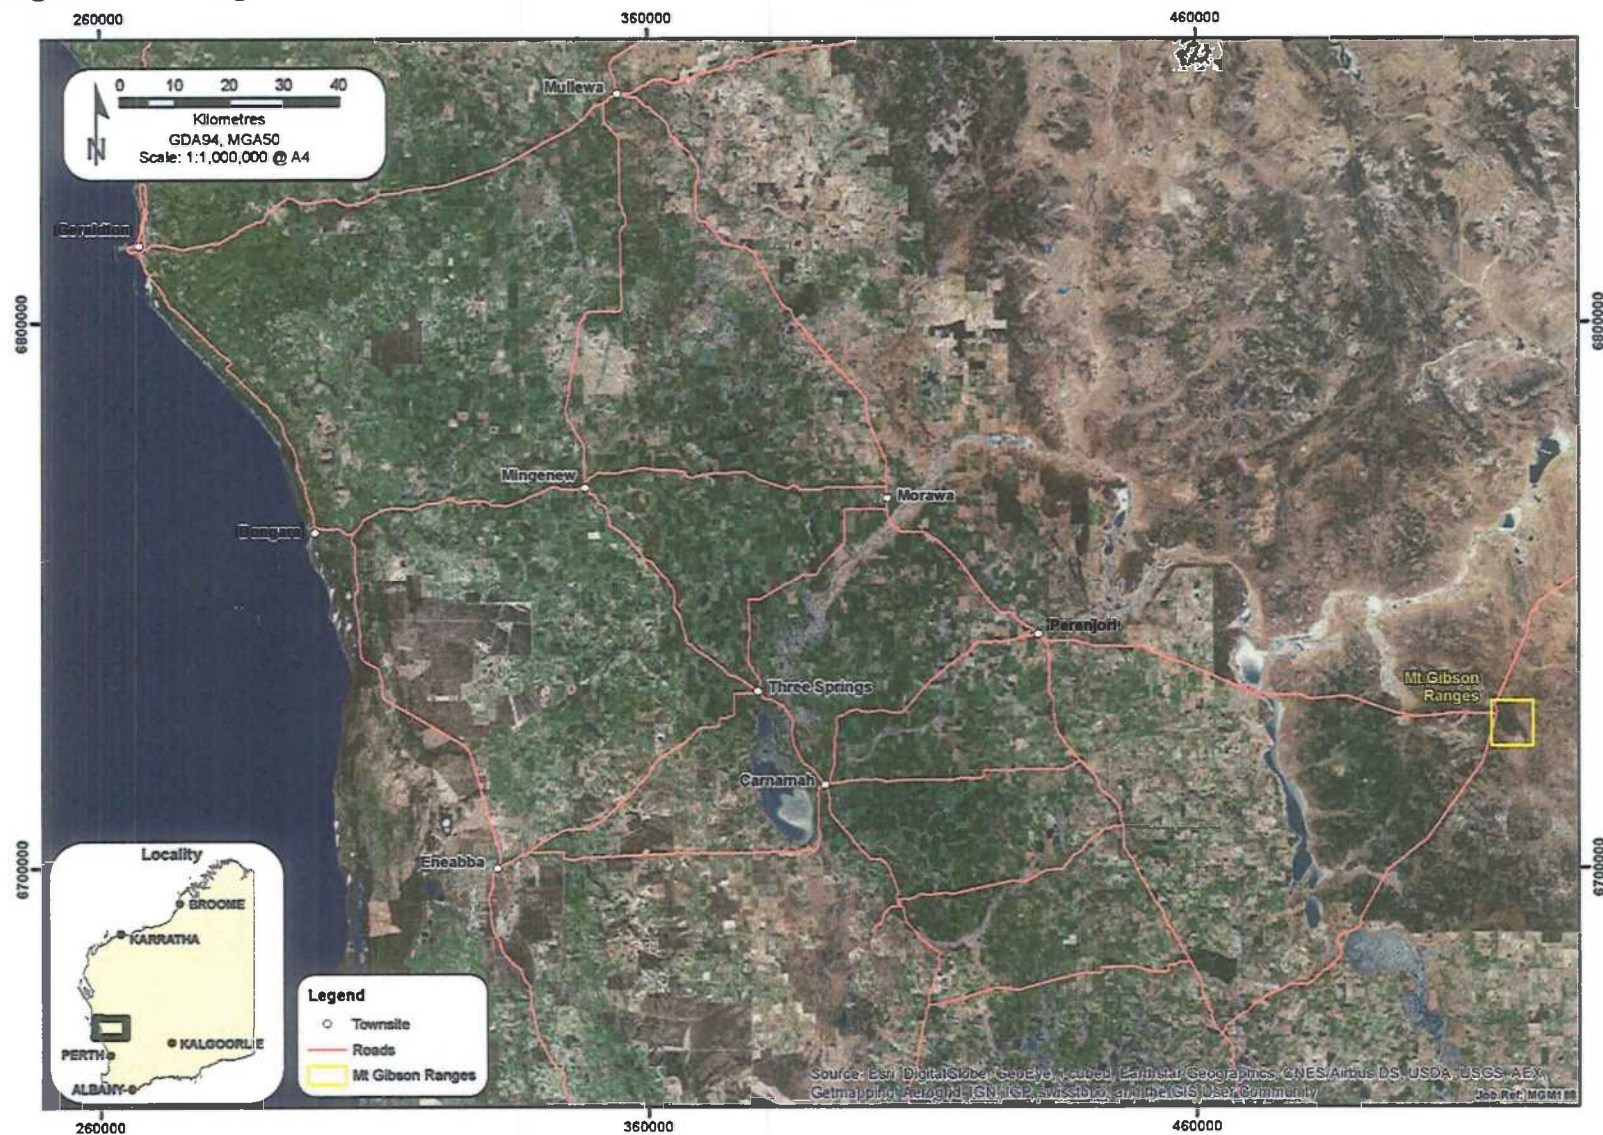 260000
360000
460000
0 10 20 30 40
Kilometres
GDA94, MGA50
Scale: 1:1,000,000 @ A4
N
Mullewa
Geraldton
6800000
6800000
Mingenew
Morawa
Dongara
Perenjori
Three Springs
Mt Gibson
Ranges
Carnamah
Eneabba
6700000
6700000
Locality
BROOME
KARRATHA
KALGOORLIE
PERTH
ALBANY
Legend
Townsite
Roads
Mt Gibson Ranges
Source: Esri, DigitalGlobe, GeoEye, i-cubed, Earthstar Geographics, CNES/Airbus DS, USDA, USGS, AEX,
Getmapping, Aerogrid, IGN, IGP, swisstopo, and the GIS User Community
Job Ref: MGM188
260000
360000
460000